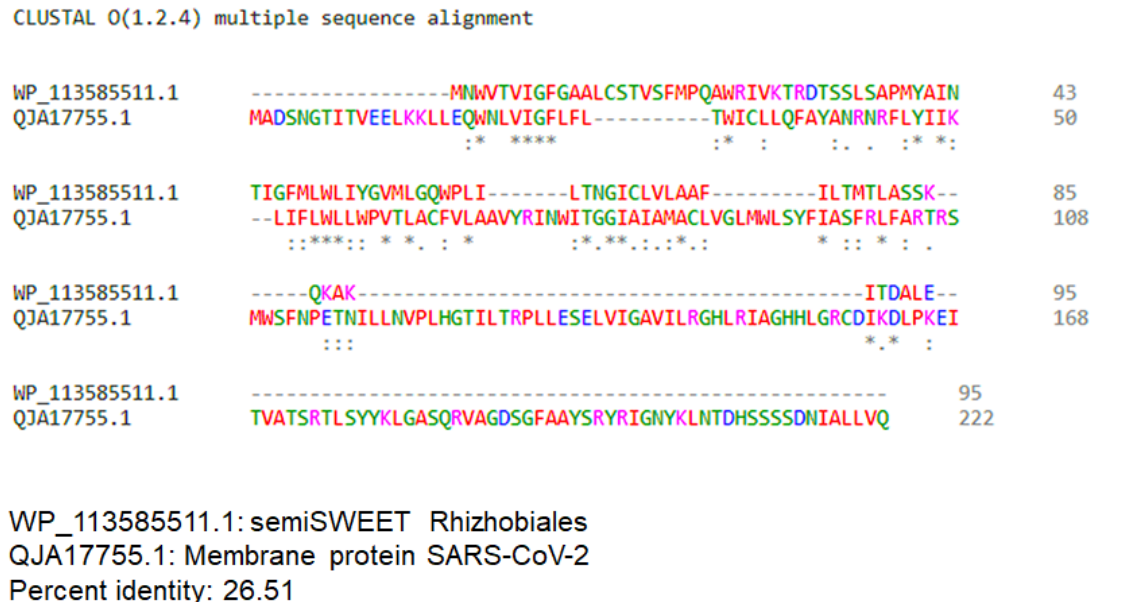 CLUSTAL O(1.2.4) multiple sequence alignment
WP_113585511.1 -----------------MNWVTVIGFGAALCSTVSFMPQAWRIVKTRDTSSLSAPMYAIN 43
QJA17755.1 MADSNGTITVEELKKLLEQWNLVIGFLFL----------TWICLLQFAYANRNRFLYIIK 50
:* **** :* : :. . :* *:
WP_113585511.1 TIGFMLWLIYGVMLGQWPLI-------LTNGICLVLAAF---------ILTMTLASSK-- 85
QJA17755.1 --LIFLWLLWPVTLACFVLAAVYRINWITGGIAIAMACLVGLMWLSYFIASFRLFARTRS 108
::***:: * *. : * :*.**.:.:*.: * :: * : .
WP_113585511.1 -----QKAK-------------------------------------------ITDALE-- 95
QJA17755.1 MWSFNPETNILLNVPLHGTILTRPLLESELVIGAVILRGHLRIAGHHLGRCDIKDLPKEI 168
::: *.* :
WP_113585511.1 ------------------------------------------------------ 95
QJA17755.1 TVATSRTLSYYKLGASQRVAGDSGFAAYSRYRIGNYKLNTDHSSSSDNIALLVQ 222
WP_113585511.1: semiSWEET Rhizhobiales
QJA17755.1: Membrane protein SARS-CoV-2
Percent identity: 26.51